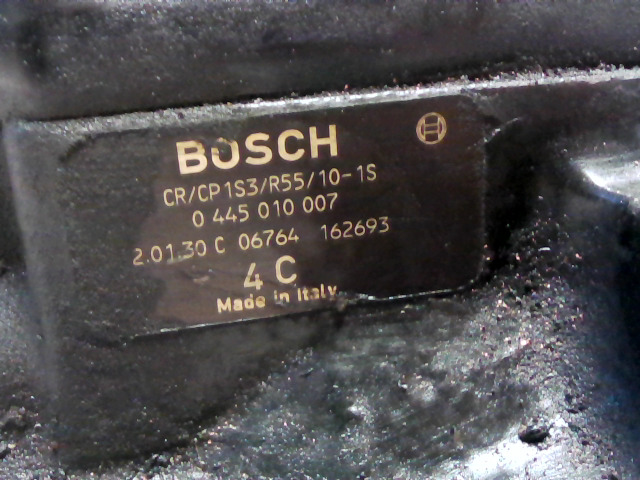 BOSCH
CR/CP1S3/R55/10-1S
0 445 010 007
2.01.30 C 06764 162693
4 C
Made in Italy